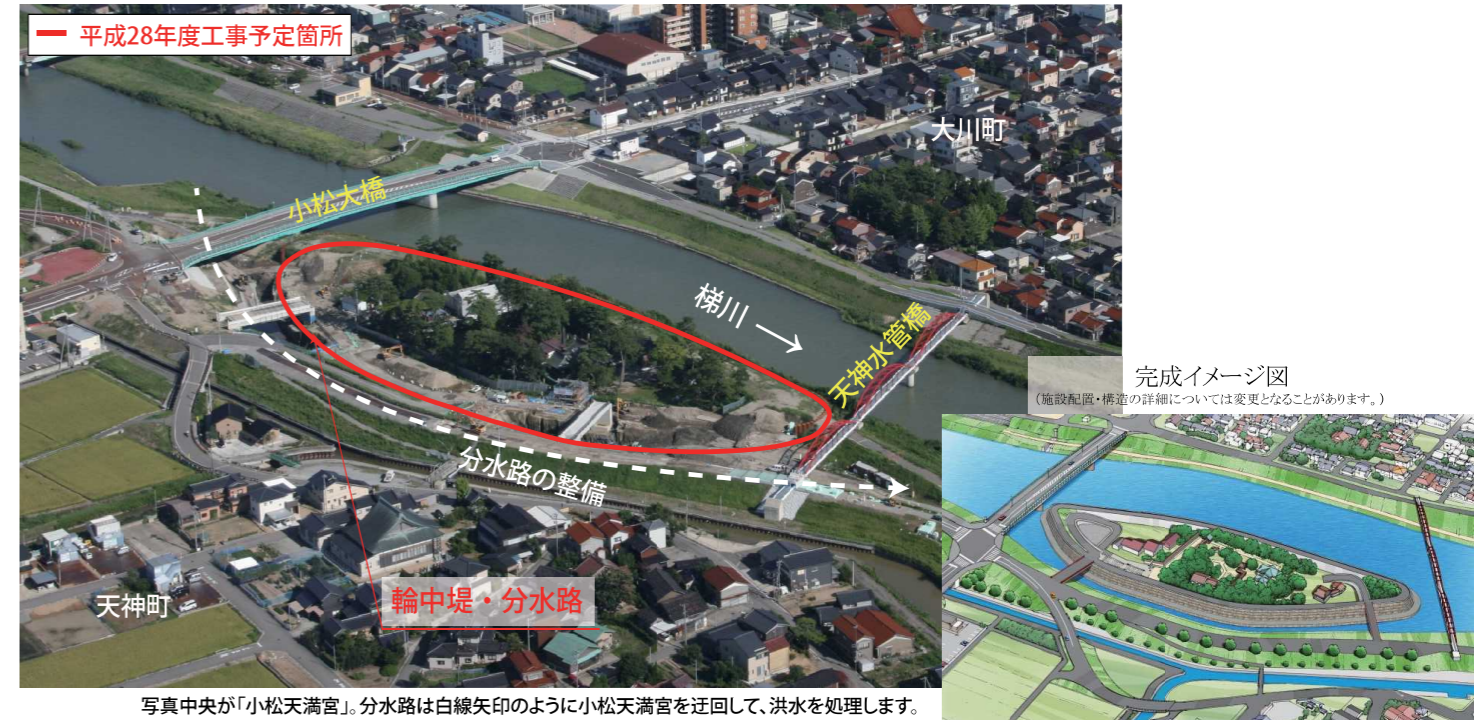 平成28年度工事予定箇所
大川町
小松大橋
梯川
天神水管橋
完成イメージ図
（施設配置・構造の詳細については変更となることがあります。）
分水路の整備
輪中堤・分水路
天神町
写真中央が「小松天満宮」。分水路は白線矢印のように小松天満宮を迂回して、洪水を処理します。